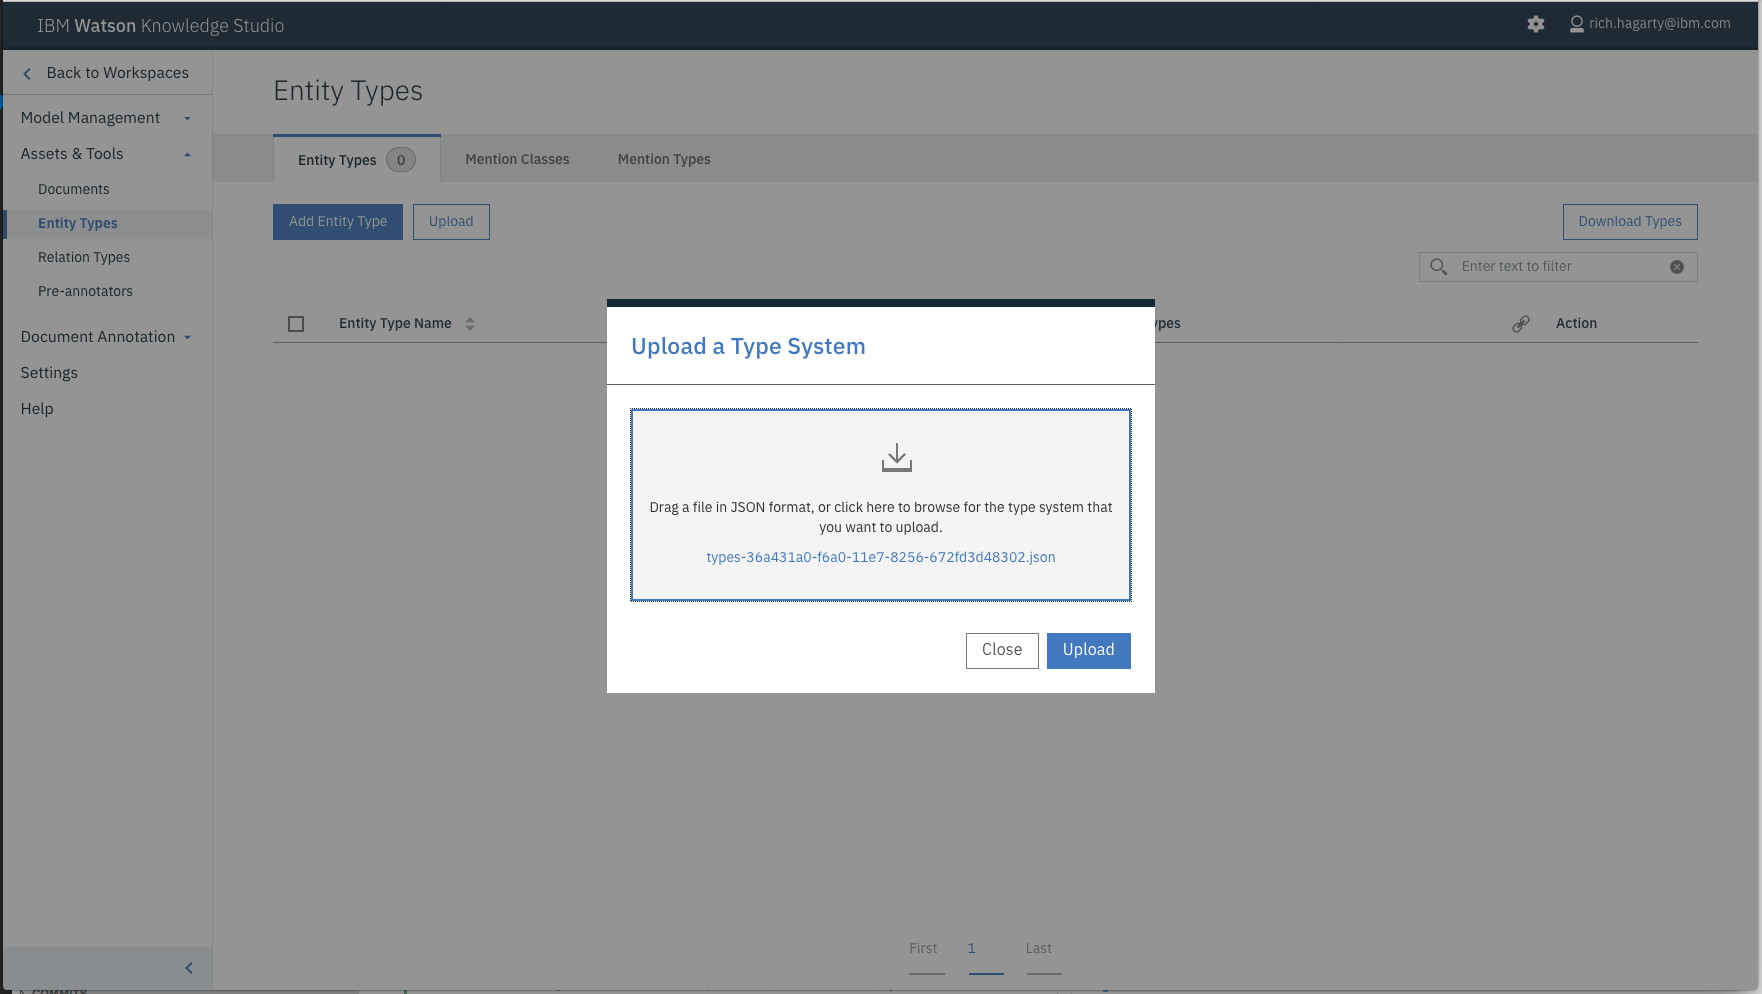 IBM Watson Knowledge Studio
rich.hagarty@ibm.com
Back to Workspaces
Model Management
Assets & Tools
Documents
Entity Types
Relation Types
Pre-annotators
Document Annotation
Settings
Help
Entity Types
Entity Types 0
Mention Classes
Mention Types
Add Entity Type
Upload
Download Types
Enter text to filter
Entity Type Name
ypes
Action
Upload a Type System
Drag a file in JSON format, or click here to browse for the type system that
you want to upload.
types-36a431a0-f6a0-11e7-8256-672fd3d48302.json
Close
Upload
First
1
Last
COMMITS